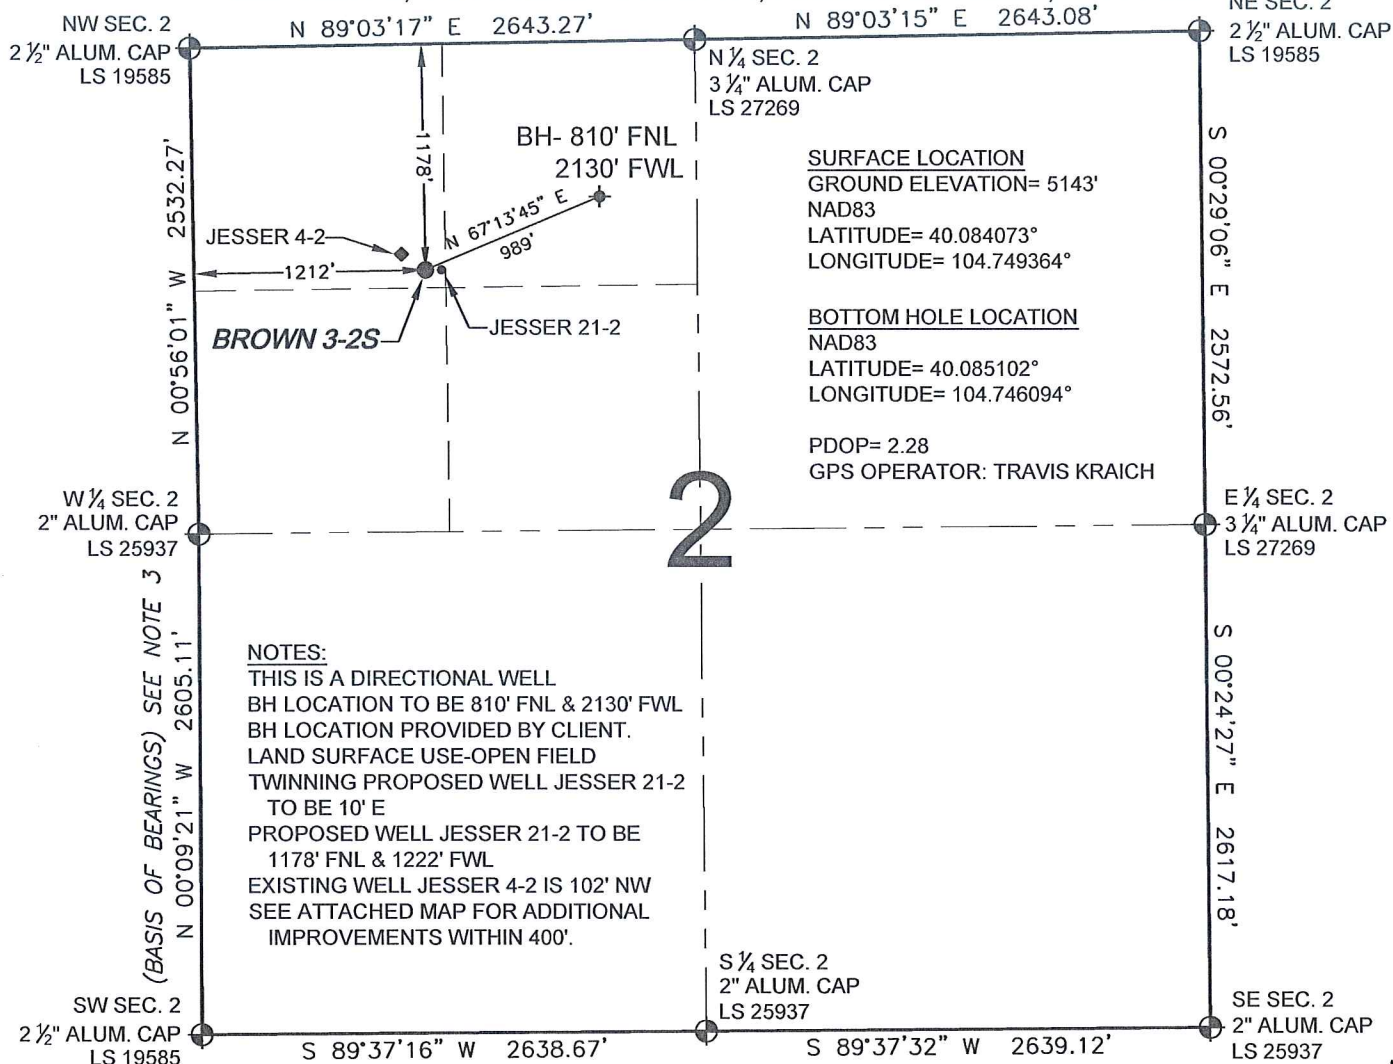 NW SEC. 2
2 ½" ALUM. CAP
LS 19585
N 89°03'17" E 2643.27'
N ¼ SEC. 2
3 ¼" ALUM. CAP
LS 27269
N 89°03'15" E 2643.08'
NE SEC. 2
2 ½" ALUM. CAP
LS 19585
N 00°56'01" W 2532.27'
1178'
BH- 810' FNL
2130' FWL
N 67°13'45" E
989'
JESSER 4-2
1212'
BROWN 3-2S
JESSER 21-2
SURFACE LOCATION
GROUND ELEVATION= 5143'
NAD83
LATITUDE= 40.084073°
LONGITUDE= 104.749364°
BOTTOM HOLE LOCATION
NAD83
LATITUDE= 40.085102°
LONGITUDE= 104.746094°
PDOP= 2.28
GPS OPERATOR: TRAVIS KRAICH
S 00°29'06" E 2572.56'
W ¼ SEC. 2
2" ALUM. CAP
LS 25937
2
E ¼ SEC. 2
3 ¼" ALUM. CAP
LS 27269
(BASIS OF BEARINGS) SEE NOTE 3
N 00°09'21" W 2605.11'
NOTES:
THIS IS A DIRECTIONAL WELL
BH LOCATION TO BE 810' FNL & 2130' FWL
BH LOCATION PROVIDED BY CLIENT.
LAND SURFACE USE-OPEN FIELD
TWINNING PROPOSED WELL JESSER 21-2
TO BE 10' E
PROPOSED WELL JESSER 21-2 TO BE
1178' FNL & 1222' FWL
EXISTING WELL JESSER 4-2 IS 102' NW
SEE ATTACHED MAP FOR ADDITIONAL
IMPROVEMENTS WITHIN 400'.
S 00°24'27" E 2617.18'
SW SEC. 2
2 ½" ALUM. CAP
LS 19585
S 89°37'16" W 2638.67'
S ¼ SEC. 2
2" ALUM. CAP
LS 25937
S 89°37'32" W 2639.12'
SE SEC. 2
2" ALUM. CAP
LS 25937